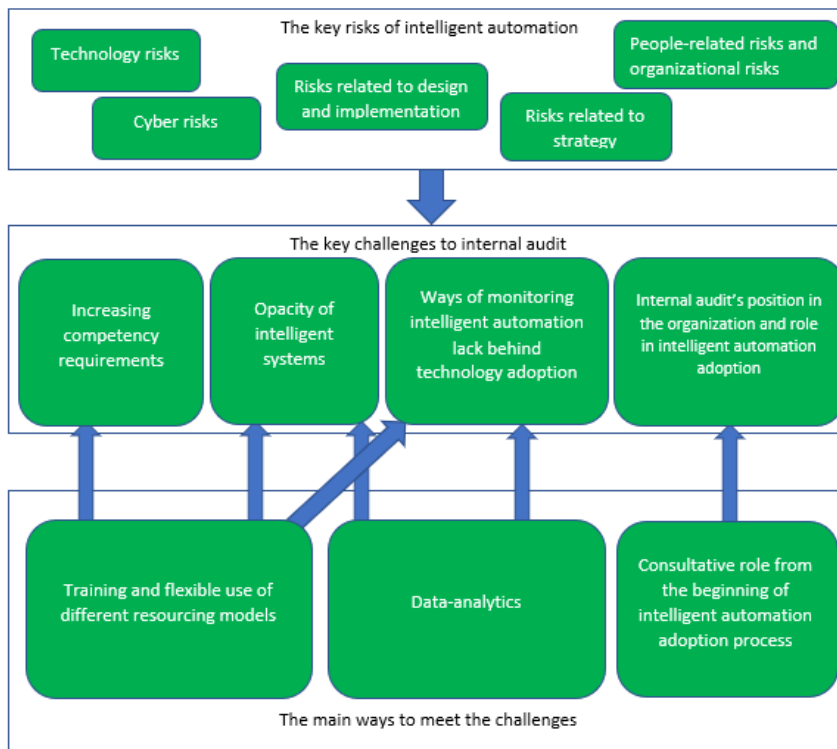 The key risks of intelligent automation
Technology risks
Cyber risks
Risks related to design
and implementation
Risks related to
strategy
People-related risks and
organizational risks
The key challenges to internal audit
Increasing
competency
requirements
Opacity of
intelligent
systems
Ways of monitoring
intelligent automation
lack behind
technology adoption
Internal audit's position in
the organization and role
in intelligent automation
adoption
Training and flexible use of
different resourcing models
Data-analytics
Consultative role from
the beginning of
intelligent automation
adoption process
The main ways to meet the challenges